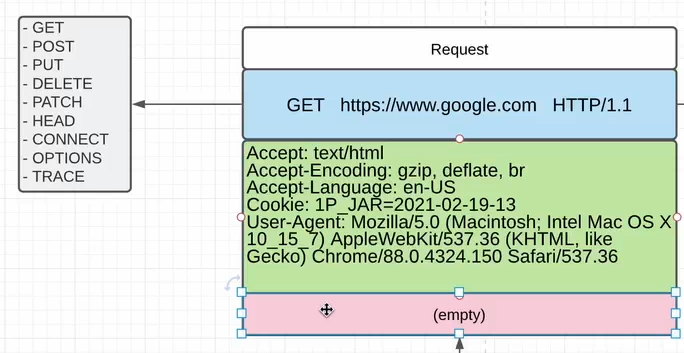 - GET
- POST
- PUT
- DELETE
- PATCH
- HEAD
- CONNECT
- OPTIONS
- TRACE
Request
GET https://www.google.com HTTP/1.1
Accept: text/html
Accept-Encoding: gzip, deflate, br
Accept-Language: en-US
Cookie: 1P_JAR=2021-02-19-13
User-Agent: Mozilla/5.0 (Macintosh; Intel Mac OS X
10_15_7) AppleWebKit/537.36 (KHTML, like
Gecko) Chrome/88.0.4324.150 Safari/537.36
(empty)